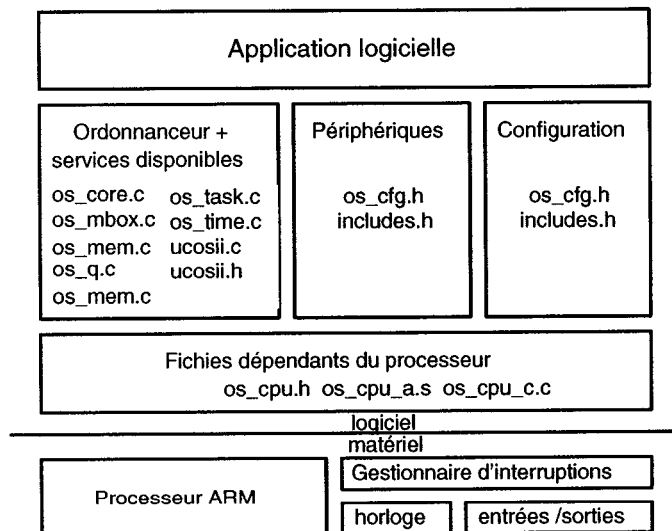 Application logicielle
Ordonnanceur +
services disponibles
os_core.c os_task.c
os_mbox.c os_time.c
os_mem.c ucosii.c
os_q.c ucosii.h
os_mem.c
Périphériques
os_cfg.h
includes.h
Configuration
os_cfg.h
includes.h
Fichies dépendants du processeur
os_cpu.h os_cpu_a.s os_cpu_c.c
logiciel
matériel
Processeur ARM
Gestionnaire d'interruptions
horloge
entrées /sorties